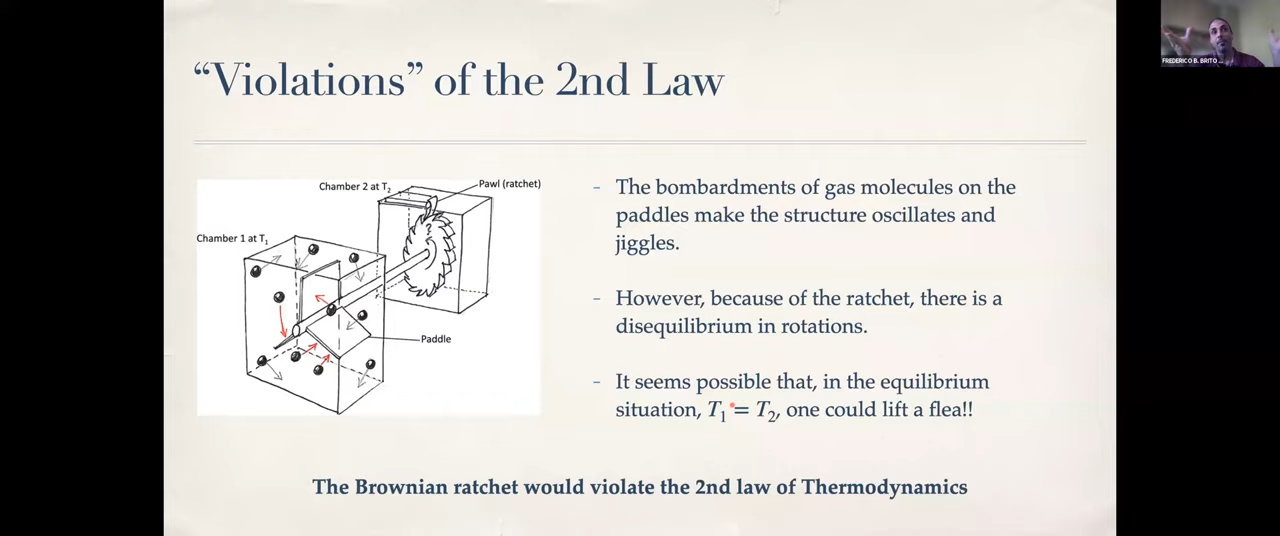 “Violations” of the 2nd Law
Chamber 2 at T₂
Pawl (ratchet)
Chamber 1 at T₁
Paddle
- The bombardments of gas molecules on the
paddles make the structure oscillates and
jiggles.
- However, because of the ratchet, there is a
disequilibrium in rotations.
- It seems possible that, in the equilibrium
situation, T₁ = T₂, one could lift a flea!!
The Brownian ratchet would violate the 2nd law of Thermodynamics
FREDERICO B. BRITO ...